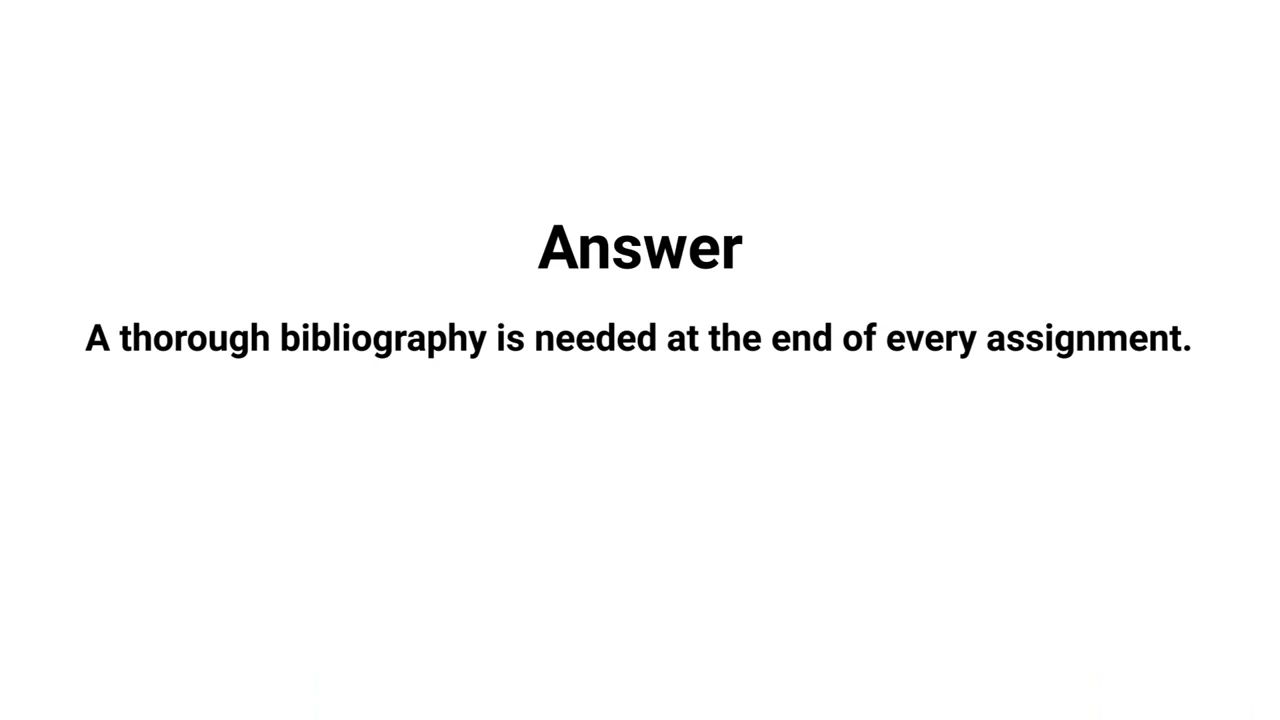 Answer
A thorough bibliography is needed at the end of every assignment.